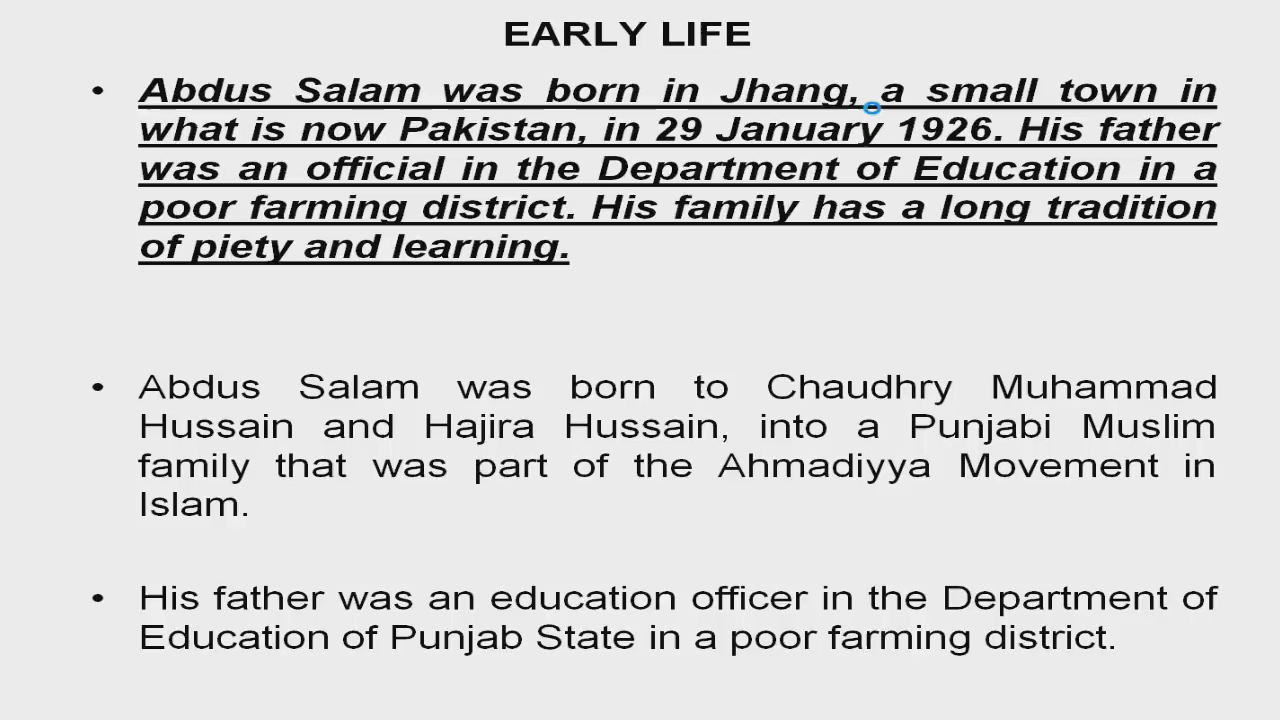 EARLY LIFE
• Abdus Salam was born in Jhang, a small town in
what is now Pakistan, in 29 January 1926. His father
was an official in the Department of Education in a
poor farming district. His family has a long tradition
of piety and learning.
• Abdus Salam was born to Chaudhry Muhammad
Hussain and Hajira Hussain, into a Punjabi Muslim
family that was part of the Ahmadiyya Movement in
Islam.
• His father was an education officer in the Department of
Education of Punjab State in a poor farming district.